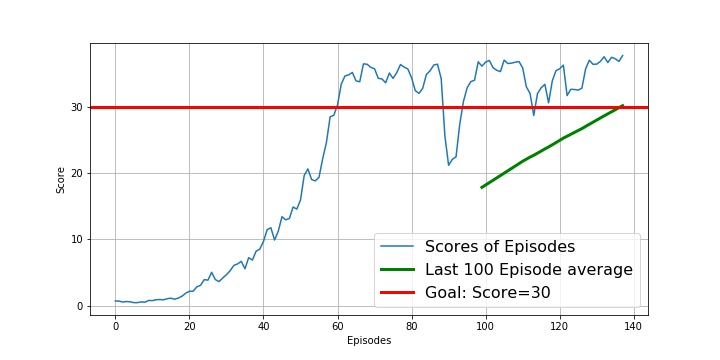 30
20
10
0
Score
0
20
40
60
80
100
120
140
Episodes
Scores of Episodes
Last 100 Episode average
Goal: Score=30